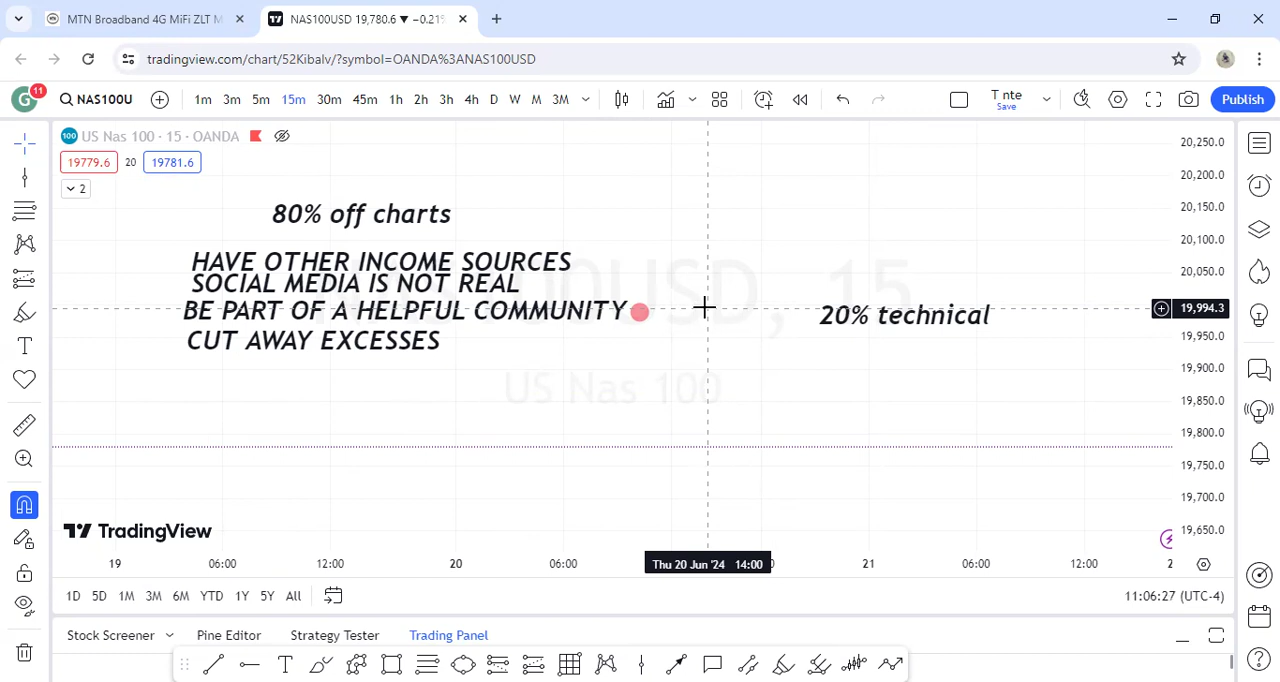 MTN Broadband 4G MiFi ZLT M
NAS100USD 19,780.6 ▼ −0.21%
tradingview.com/chart/52Kibalv/?symbol=OANDA%3ANAS100USD
G 11 NAS100U 1m 3m 5m 15m 30m 45m 1h 2h 3h 4h D W M 3M T nte Save Publish
100 US Nas 100 · 15 · OANDA
19779.6 20 19781.6
2
80% off charts
HAVE OTHER INCOME SOURCES
SOCIAL MEDIA IS NOT REAL
BE PART OF A HELPFUL COMMUNITY
CUT AWAY EXCESSES
20% technical
US Nas 100
20,250.0
20,200.0
20,150.0
20,100.0
20,050.0
19,994.3
19,950.0
19,900.0
19,850.0
19,800.0
19,750.0
19,700.0
19,650.0
TradingView
19 06:00 12:00 20 06:00 Thu 20 Jun '24 14:00 21 06:00 12:00 2
1D 5D 1M 3M 6M YTD 1Y 5Y All 11:06:27 (UTC-4)
Stock Screener Pine Editor Strategy Tester Trading Panel